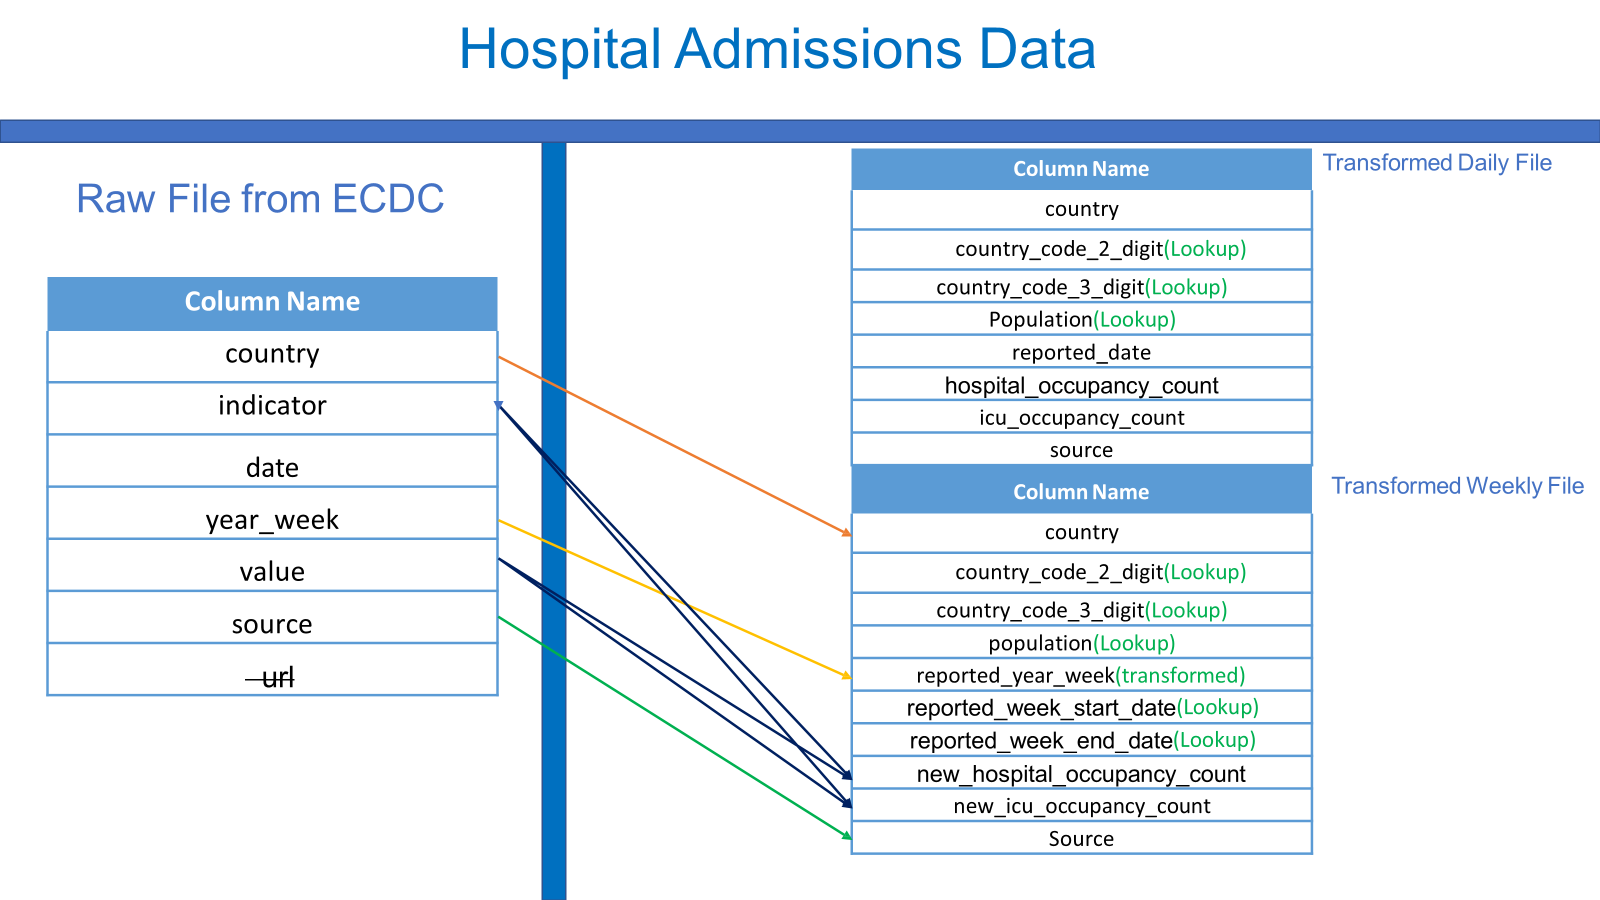 Hospital Admissions Data
Raw File from ECDC
Column Name
country
indicator
date
year_week
value
source
url
Transformed Daily File
Column Name
country
country_code_2_digit(Lookup)
country_code_3_digit(Lookup)
Population(Lookup)
reported_date
hospital_occupancy_count
icu_occupancy_count
source
Transformed Weekly File
Column Name
country
country_code_2_digit(Lookup)
country_code_3_digit(Lookup)
population(Lookup)
reported_year_week(transformed)
reported_week_start_date(Lookup)
reported_week_end_date(Lookup)
new_hospital_occupancy_count
new_icu_occupancy_count
Source